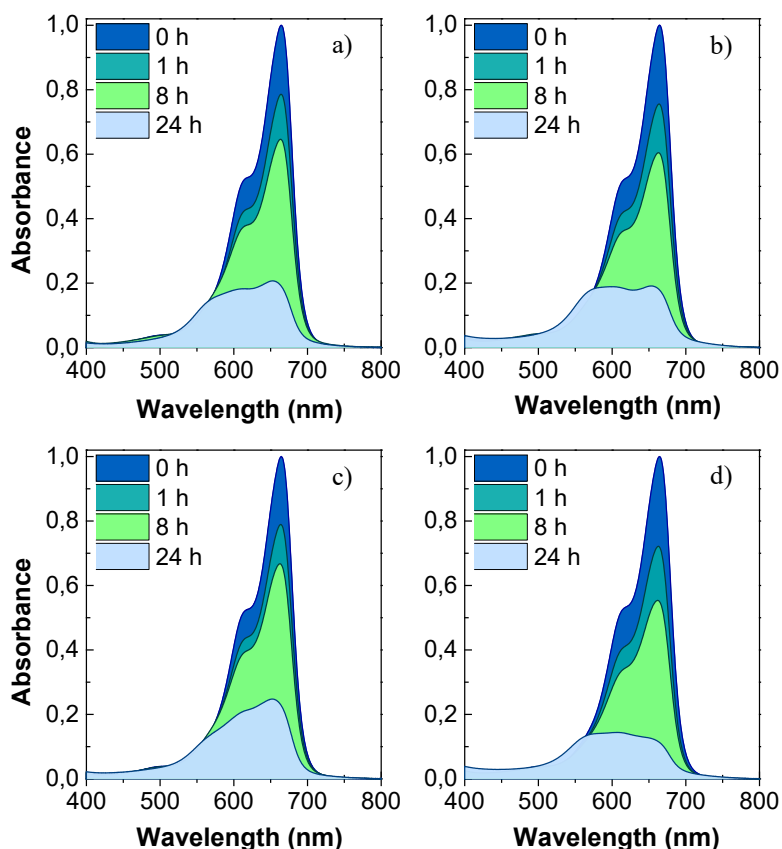 a)
0 h
1 h
8 h
24 h
1,0
0,8
0,6
0,4
0,2
0,0
Absorbance
400 500 600 700 800
Wavelength (nm)
b)
0 h
1 h
8 h
24 h
1,0
0,8
0,6
0,4
0,2
0,0
400 500 600 700 800
Wavelength (nm)
c)
0 h
1 h
8 h
24 h
1,0
0,8
0,6
0,4
0,2
0,0
Absorbance
400 500 600 700 800
Wavelength (nm)
d)
0 h
1 h
8 h
24 h
1,0
0,8
0,6
0,4
0,2
0,0
400 500 600 700 800
Wavelength (nm)